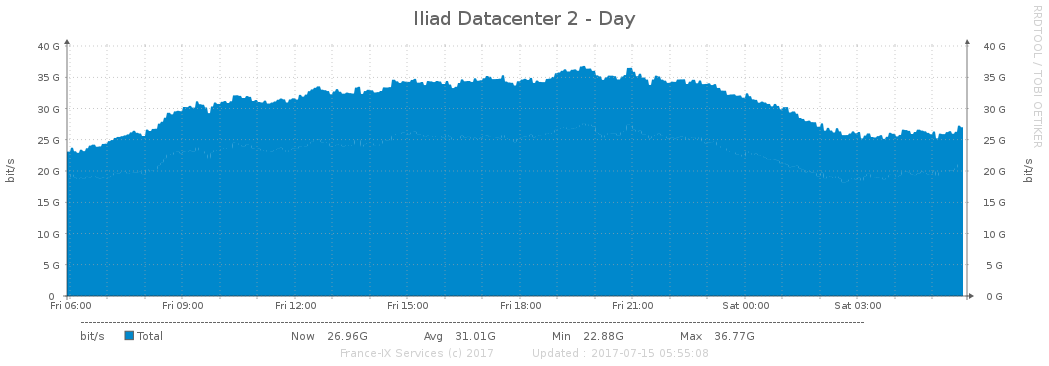 Iliad Datacenter 2 - Day
RRDTOOL / TOBI OETIKER
40 G 40 G
35 G 35 G
30 G 30 G
25 G 25 G
20 G 20 G
15 G 15 G
10 G 10 G
5 G 5 G
0 0 G
bit/s bit/s
Fri 06:00 Fri 09:00 Fri 12:00 Fri 15:00 Fri 18:00 Fri 21:00 Sat 00:00 Sat 03:00
bit/s Total Now 26.96G Avg 31.01G Min 22.88G Max 36.77G
France-IX Services (c) 2017 Updated : 2017-07-15 05:55:08